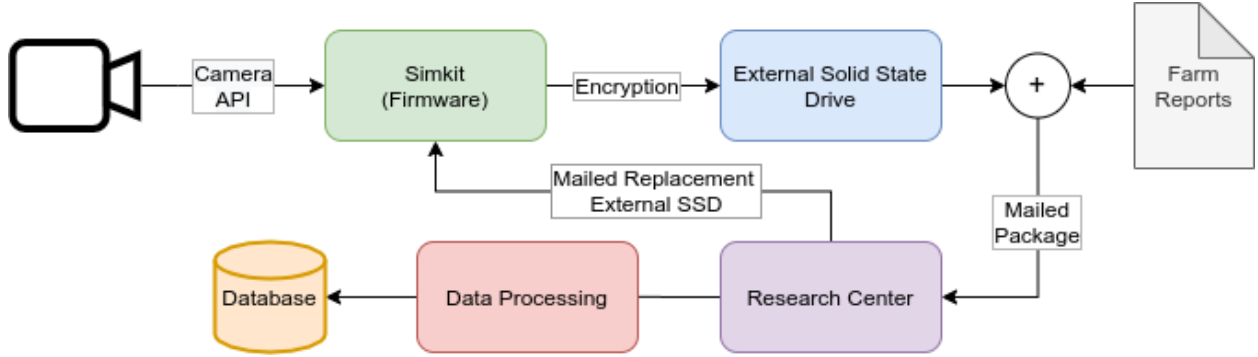 Camera
API
Simkit
(Firmware)
Encryption
External Solid State
Drive
+
Farm
Reports
Mailed Replacement
External SSD
Mailed
Package
Database
Data Processing
Research Center